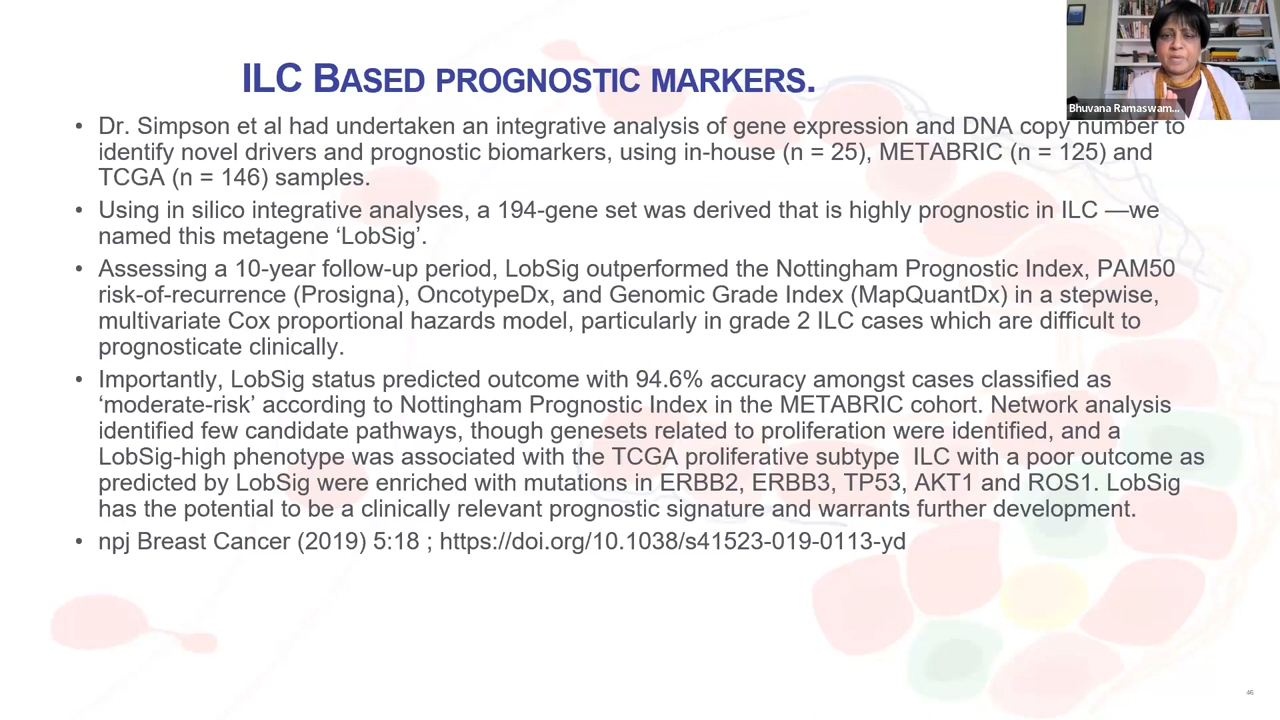 ILC BASED PROGNOSTIC MARKERS.
Bhuvana Ramaswam...
• Dr. Simpson et al had undertaken an integrative analysis of gene expression and DNA copy number to
identify novel drivers and prognostic biomarkers, using in-house (n = 25), METABRIC (n = 125) and
TCGA (n = 146) samples.
• Using in silico integrative analyses, a 194-gene set was derived that is highly prognostic in ILC —we
named this metagene ‘LobSig’.
• Assessing a 10-year follow-up period, LobSig outperformed the Nottingham Prognostic Index, PAM50
risk-of-recurrence (Prosigna), OncotypeDx, and Genomic Grade Index (MapQuantDx) in a stepwise,
multivariate Cox proportional hazards model, particularly in grade 2 ILC cases which are difficult to
prognosticate clinically.
• Importantly, LobSig status predicted outcome with 94.6% accuracy amongst cases classified as
‘moderate-risk’ according to Nottingham Prognostic Index in the METABRIC cohort. Network analysis
identified few candidate pathways, though genesets related to proliferation were identified, and a
LobSig-high phenotype was associated with the TCGA proliferative subtype  ILC with a poor outcome as
predicted by LobSig were enriched with mutations in ERBB2, ERBB3, TP53, AKT1 and ROS1. LobSig
has the potential to be a clinically relevant prognostic signature and warrants further development.
• npj Breast Cancer (2019) 5:18 ; https://doi.org/10.1038/s41523-019-0113-yd
46